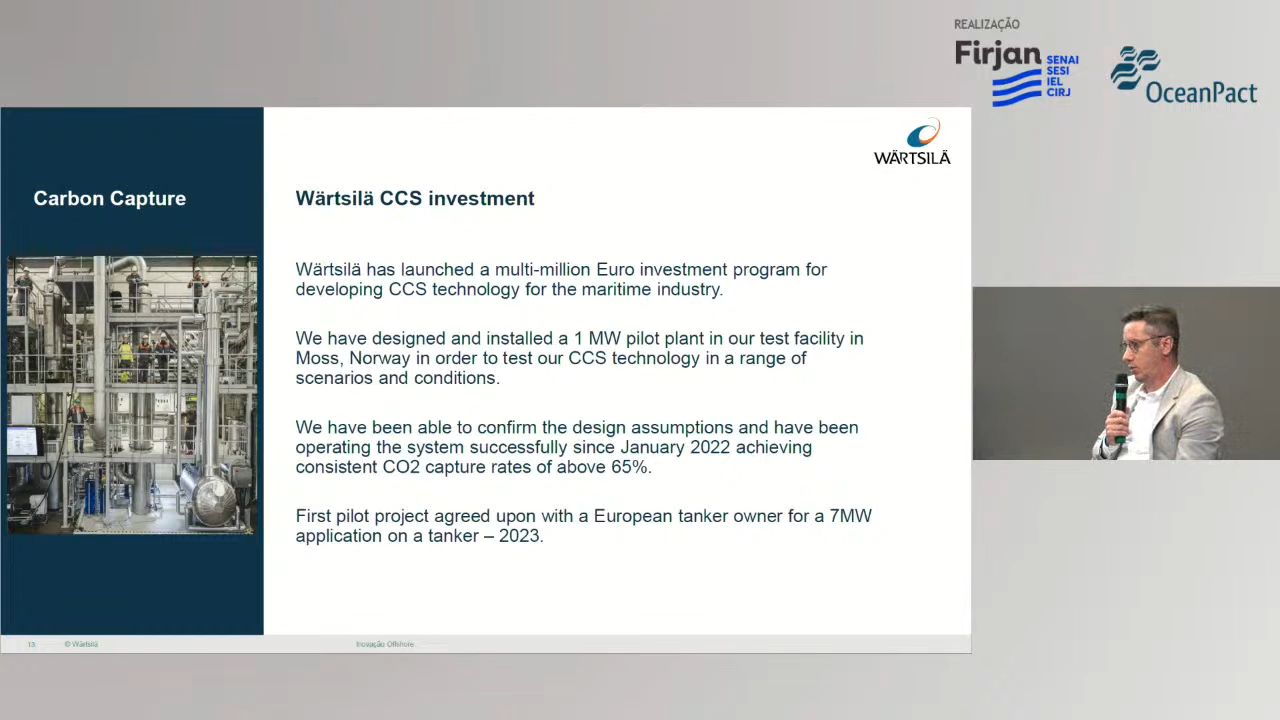 REALIZAÇÃO
Firjan
SENAI
SESI
IEL
CIRJ
OceanPact
WÄRTSILÄ
Carbon Capture
Wärtsilä CCS investment
Wärtsilä has launched a multi-million Euro investment program for
developing CCS technology for the maritime industry.
We have designed and installed a 1 MW pilot plant in our test facility in
Moss, Norway in order to test our CCS technology in a range of
scenarios and conditions.
We have been able to confirm the design assumptions and have been
operating the system successfully since January 2022 achieving
consistent CO2 capture rates of above 65%.
First pilot project agreed upon with a European tanker owner for a 7MW
application on a tanker – 2023.
13 © Wärtsilä Inovação Offshore